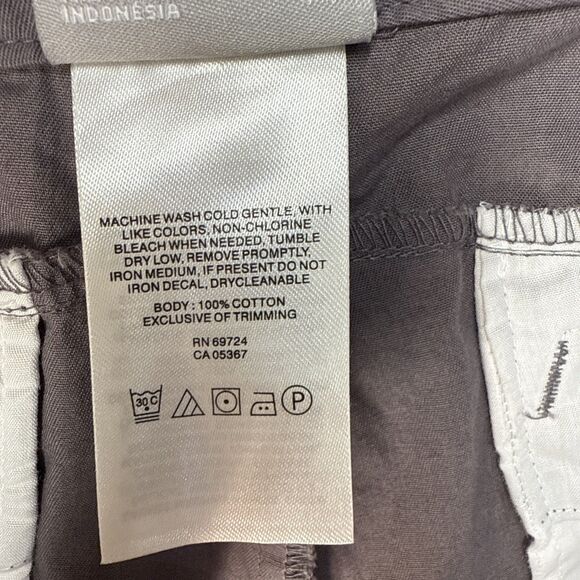 INDONESIA
MACHINE WASH COLD GENTLE, WITH
LIKE COLORS, NON-CHLORINE
BLEACH WHEN NEEDED, TUMBLE
DRY LOW, REMOVE PROMPTLY,
IRON MEDIUM, IF PRESENT DO NOT
IRON DECAL, DRYCLEAN
BODY : 100% COTTON
EXCLUSIVE OF TRIMMING
RN 69724
CA 05367
30 C P